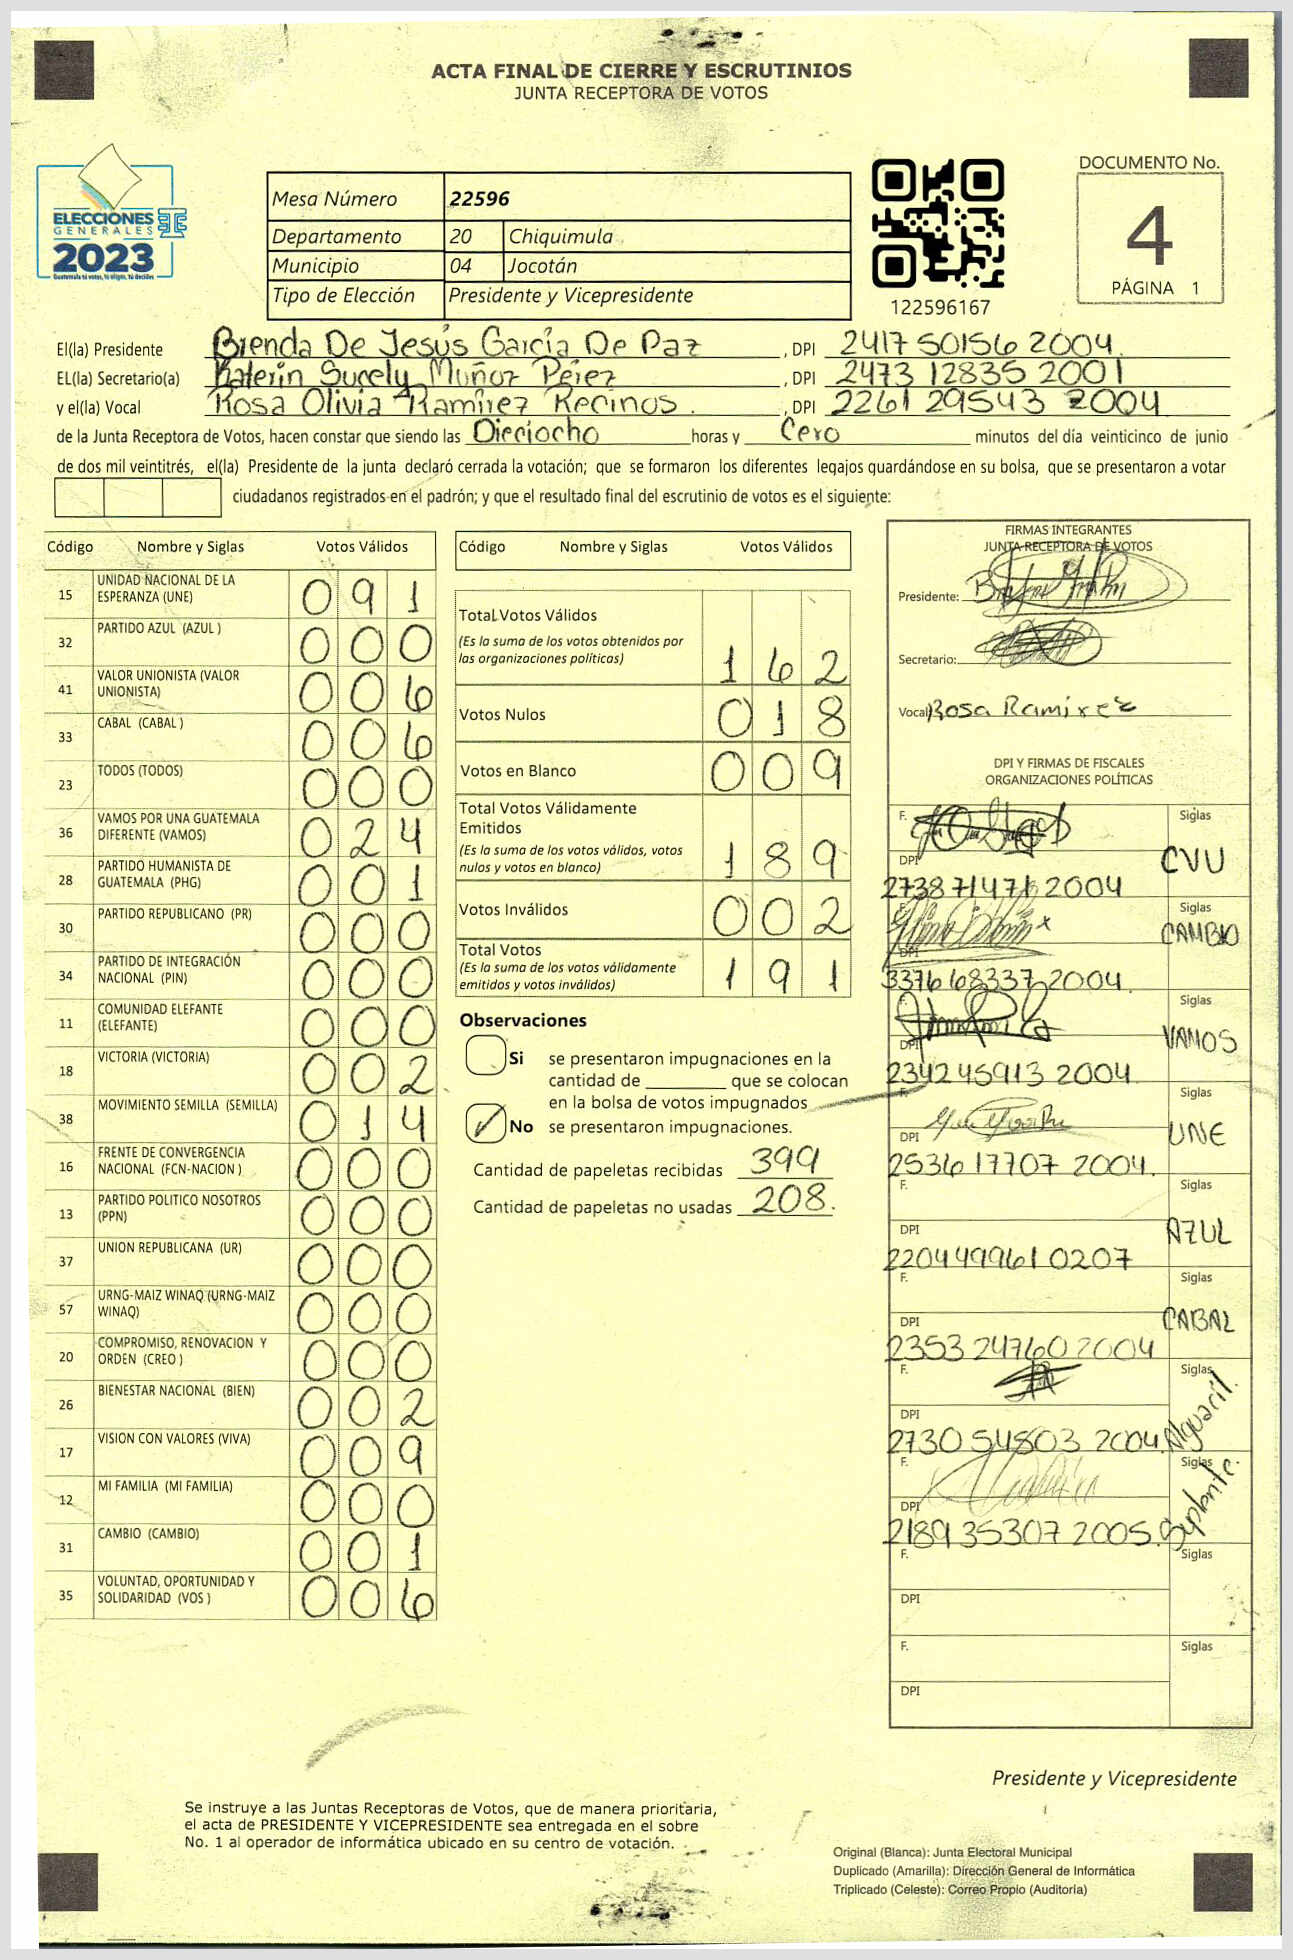 ACTA FINAL DE CIERRE Y ESCRUTINIOS
JUNTA RECEPTORA DE VOTOS
ELECCIONES
GENERALES
2023
Guatemala tú votas, tú eliges, tú decides
Mesa Número 22596
Departamento 20 Chiquimula
Municipio 04 Jocotán
Tipo de Elección Presidente y Vicepresidente
122596167
DOCUMENTO No.
4
PÁGINA 1
El(la) Presidente Brenda De Jesús García De Paz , DPI 2417 50156 2004.
EL(la) Secretario(a) Katerin Surely Muñoz Pérez , DPI 2473 12835 2001
y el(la) Vocal Rosa Olivia Ramírez Recinos. , DPI 2261 29543 2004
de la Junta Receptora de Votos, hacen constar que siendo las Dieciocho horas y Cero minutos del día veinticinco de junio
de dos mil veintitrés, el(la) Presidente de la junta declaró cerrada la votación; que se formaron los diferentes legajos guardándose en su bolsa, que se presentaron a votar
ciudadanos registrados en el padrón; y que el resultado final del escrutinio de votos es el siguiente:
Código Nombre y Siglas Votos Válidos
15 UNIDAD NACIONAL DE LA ESPERANZA (UNE) 0 9 1
32 PARTIDO AZUL (AZUL ) 0 0 0
41 VALOR UNIONISTA (VALOR UNIONISTA) 0 0 6
33 CABAL (CABAL ) 0 0 6
23 TODOS (TODOS) 0 0 0
36 VAMOS POR UNA GUATEMALA DIFERENTE (VAMOS) 0 2 4
28 PARTIDO HUMANISTA DE GUATEMALA (PHG) 0 0 1
30 PARTIDO REPUBLICANO (PR) 0 0 0
34 PARTIDO DE INTEGRACIÓN NACIONAL (PIN) 0 0 0
11 COMUNIDAD ELEFANTE (ELEFANTE) 0 0 0
18 VICTORIA (VICTORIA) 0 0 2
38 MOVIMIENTO SEMILLA (SEMILLA) 0 1 4
16 FRENTE DE CONVERGENCIA NACIONAL (FCN-NACION ) 0 0 0
13 PARTIDO POLITICO NOSOTROS (PPN) 0 0 0
37 UNION REPUBLICANA (UR) 0 0 0
57 URNG-MAIZ WINAQ (URNG-MAIZ WINAQ) 0 0 0
20 COMPROMISO, RENOVACION Y ORDEN (CREO ) 0 0 0
26 BIENESTAR NACIONAL (BIEN) 0 0 2
17 VISION CON VALORES (VIVA) 0 0 9
12 MI FAMILIA (MI FAMILIA) 0 0 0
31 CAMBIO (CAMBIO) 0 0 1
35 VOLUNTAD, OPORTUNIDAD Y SOLIDARIDAD (VOS ) 0 0 6
Código Nombre y Siglas Votos Válidos
Total Votos Válidos
(Es la suma de los votos obtenidos por
las organizaciones políticas) 1 6 2
Votos Nulos 0 1 8
Votos en Blanco 0 0 9
Total Votos Válidamente
Emitidos
(Es la suma de los votos válidos, votos
nulos y votos en blanco) 1 8 9
Votos Inválidos 0 0 2
Total Votos
(Es la suma de los votos válidamente
emitidos y votos inválidos) 1 9 1
Observaciones
Si se presentaron impugnaciones en la
cantidad de ________ que se colocan
en la bolsa de votos impugnados
No se presentaron impugnaciones.
Cantidad de papeletas recibidas 399
Cantidad de papeletas no usadas 208.
FIRMAS INTEGRANTES
JUNTA RECEPTORA DE VOTOS
Presidente:
Secretario:
Vocal Rosa Ramírez
DPI Y FIRMAS DE FISCALES
ORGANIZACIONES POLÍTICAS
F. Siglas
DPI CVU
2738 71471 2004
F. Siglas
DPI CAMBIO
3376 68337 2004.
F. Siglas
DPI VAMOS
2342 45913 2004
F. Siglas
DPI UNE
2536 17707 2004.
F. Siglas
DPI AZUL
2204 49961 0207
F. Siglas
DPI CABAL
2353 24760 2004
F. Siglas
DPI
2730 54803 2004. Alguacil.
F. Siglas
DPI
2189 35307 2005. Suplente.
F. Siglas
DPI
F. Siglas
DPI
Presidente y Vicepresidente
Se instruye a las Juntas Receptoras de Votos, que de manera prioritaria,
el acta de PRESIDENTE Y VICEPRESIDENTE sea entregada en el sobre
No. 1 al operador de informática ubicado en su centro de votación.
Original (Blanca): Junta Electoral Municipal
Duplicado (Amarilla): Dirección General de Informática
Triplicado (Celeste): Correo Propio (Auditoría)